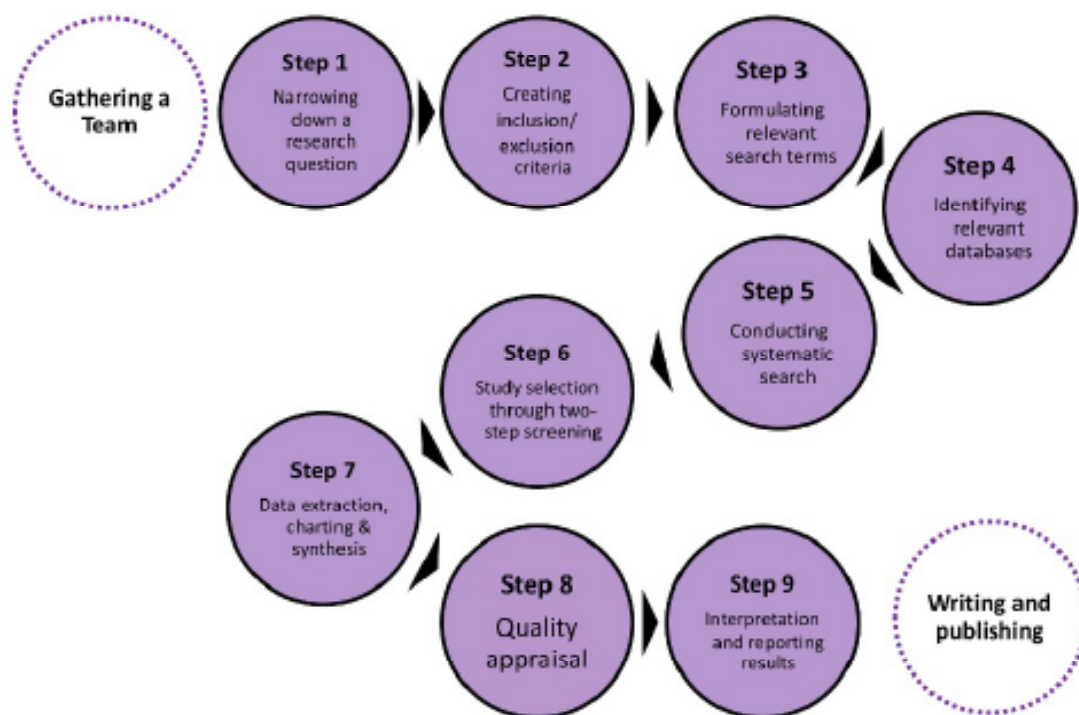 Gathering a
Team
Step 1
Narrowing
down a
research
question
Step 2
Creating
inclusion/
exclusion
criteria
Step 3
Formulating
relevant
search terms
Step 4
Identifying
relevant
databases
Step 5
Conducting
systematic
search
Step 6
Study selection
through two-
step screening
Step 7
Data extraction,
charting &
synthesis
Step 8
Quality
appraisal
Step 9
Interpretation
and reporting
results
Writing and
publishing